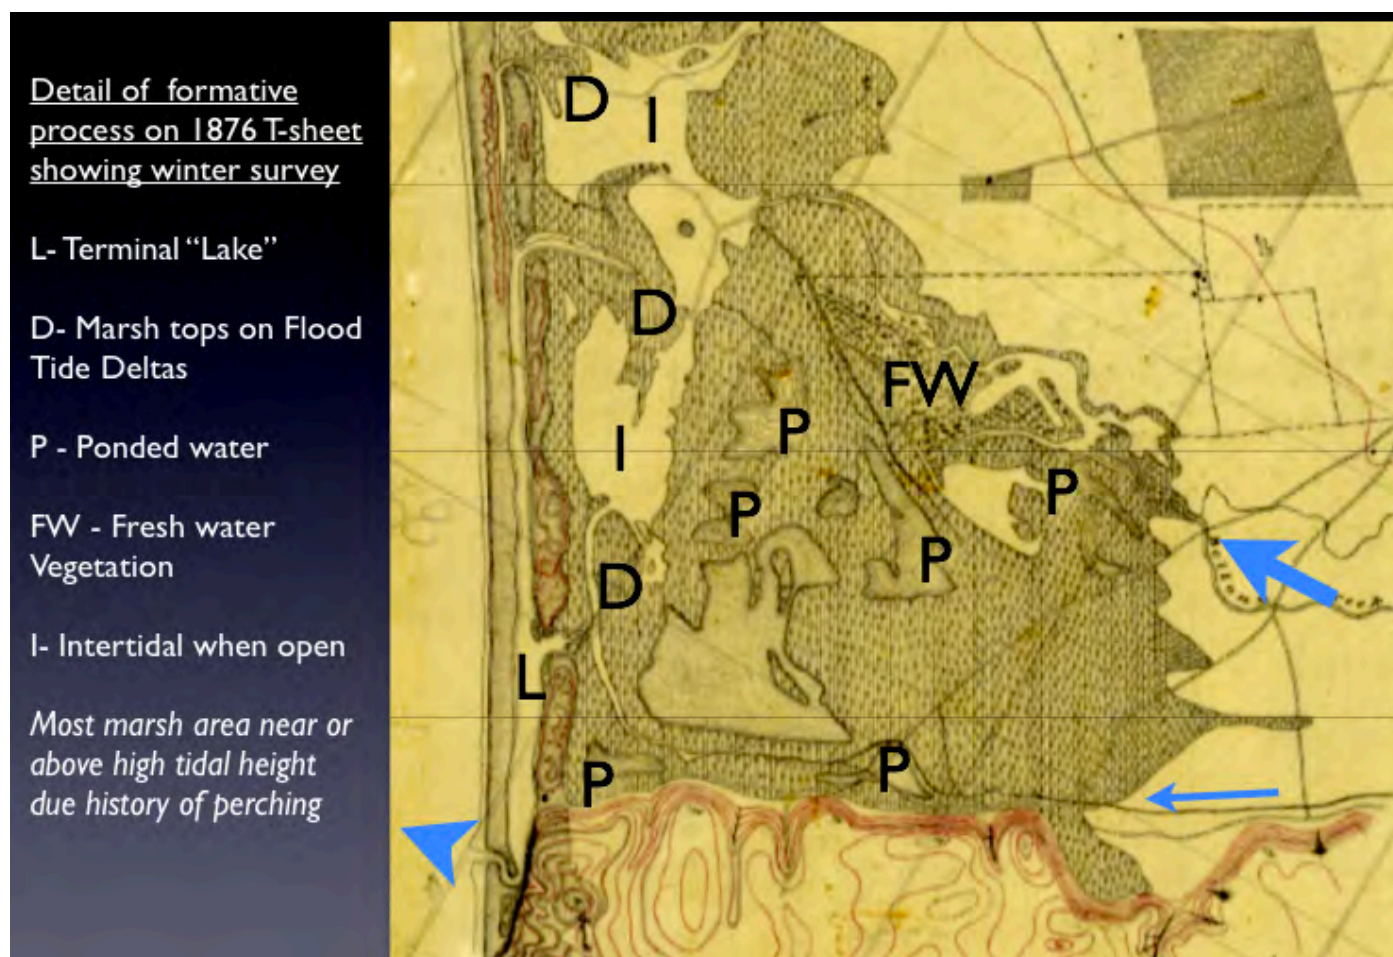 Detail of formative
process on 1876 T-sheet
showing winter survey
L- Terminal “Lake”
D- Marsh tops on Flood
Tide Deltas
P - Ponded water
FW - Fresh water
Vegetation
I- Intertidal when open
Most marsh area near or
above high tidal height
due history of perching
D
I
D
FW
P
I
P
P
P
D
L
P
P